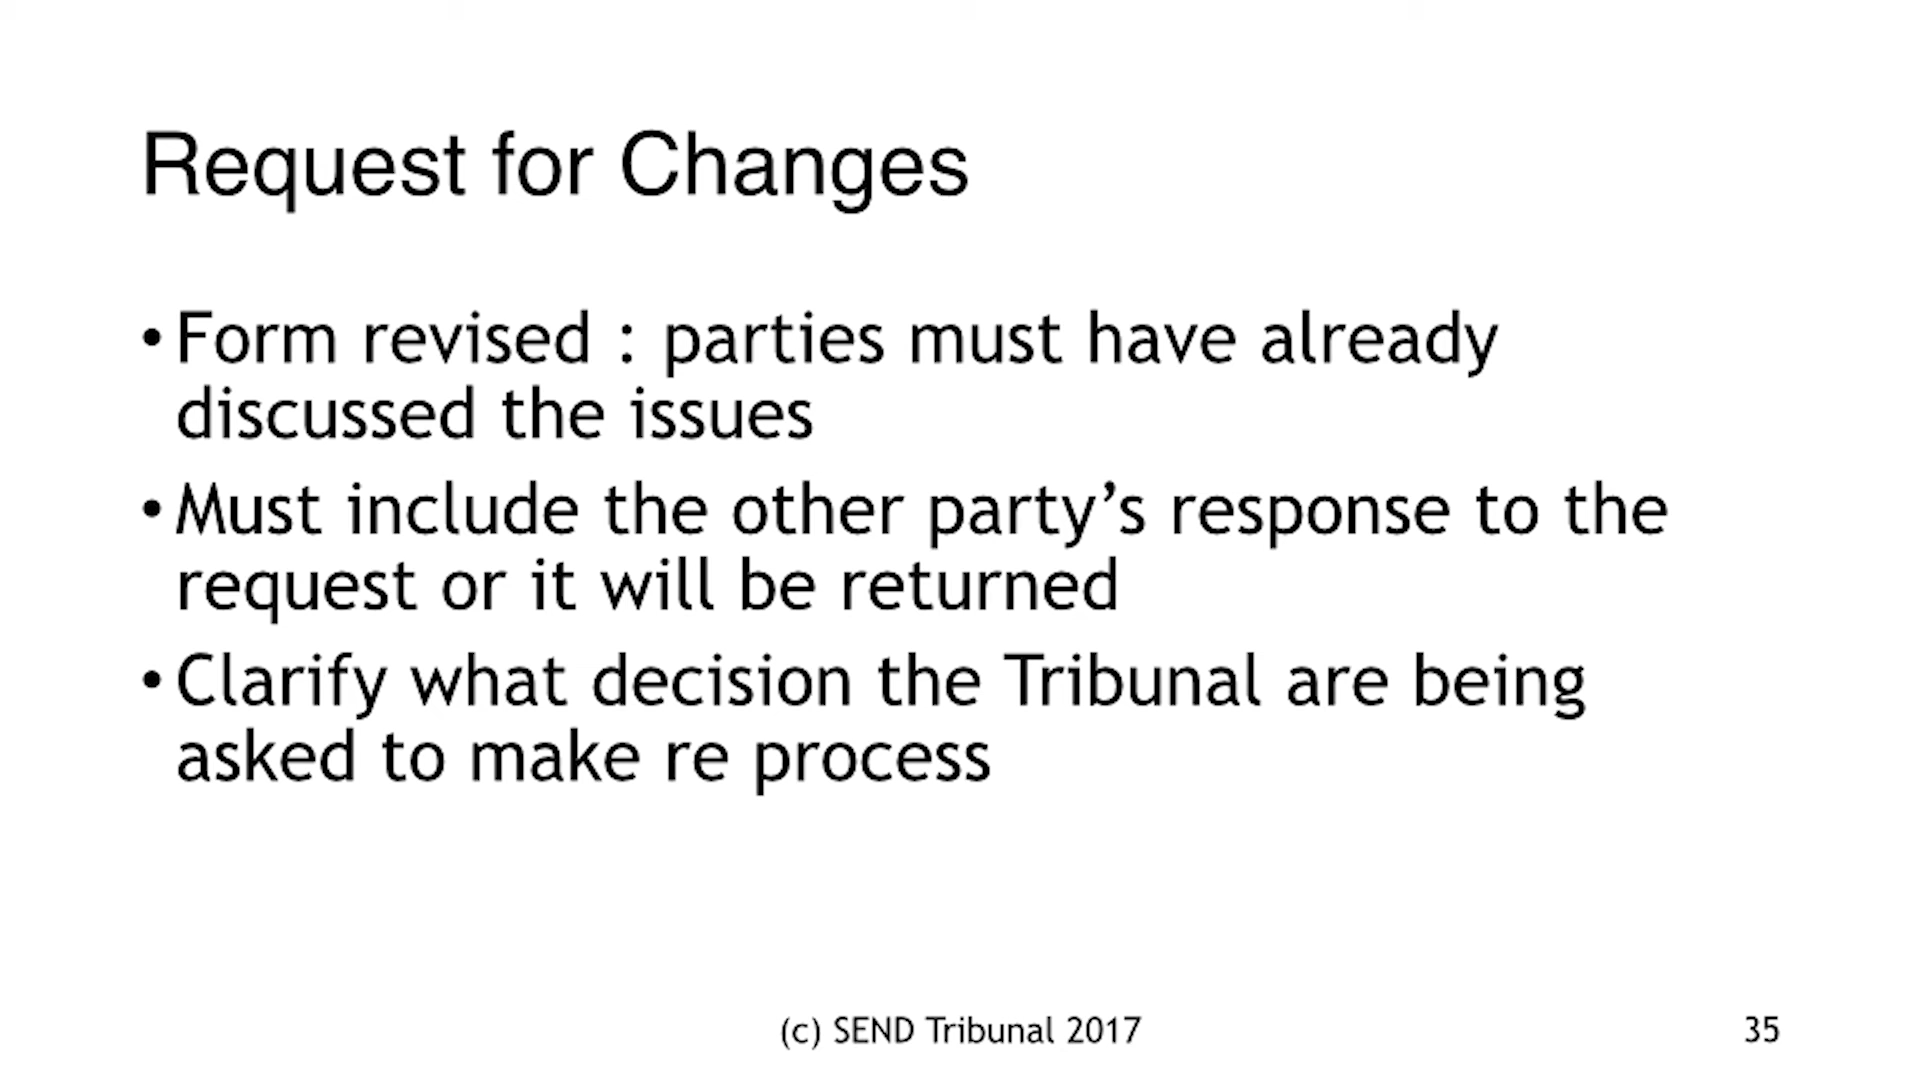 Request for Changes
• Form revised : parties must have already
discussed the issues
• Must include the other party’s response to the
request or it will be returned
• Clarify what decision the Tribunal are being
asked to make re process
(c) SEND Tribunal 2017
35